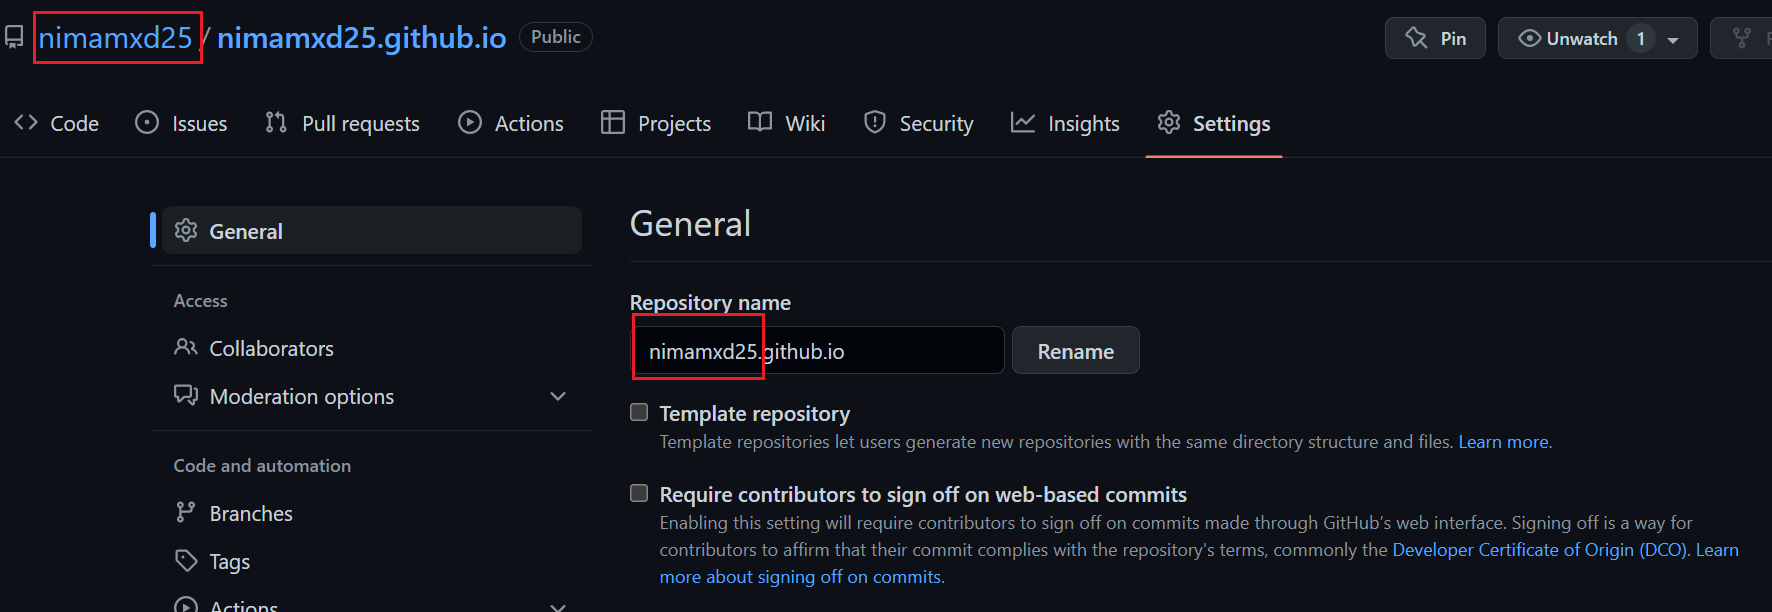 nimamxd25 / nimamxd25.github.io Public Pin Unwatch 1
Code Issues Pull requests Actions Projects Wiki Security Insights Settings
General
General
Repository name
nimamxd25.github.io Rename
Access
Collaborators
Moderation options
Template repository
Template repositories let users generate new repositories with the same directory structure and files. Learn more.
Require contributors to sign off on web-based commits
Enabling this setting will require contributors to sign off on commits made through GitHub's web interface. Signing off is a way for
contributors to affirm that their commit complies with the repository's terms, commonly the Developer Certificate of Origin (DCO). Learn
more about signing off on commits.
Code and automation
Branches
Tags
Actions